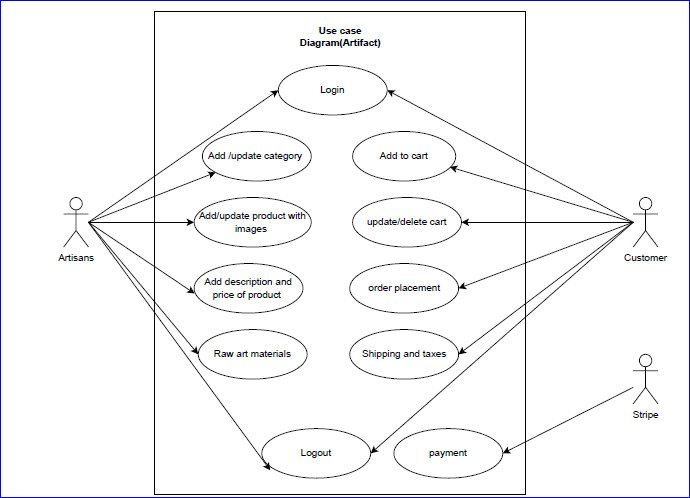 Use case
Diagram(Artifact)
Login
Add /update category
Add to cart
Add/update product with
images
update/delete cart
Artisans
Customer
Add description and
price of product
order placement
Raw art materials
Shipping and taxes
Stripe
Logout
payment